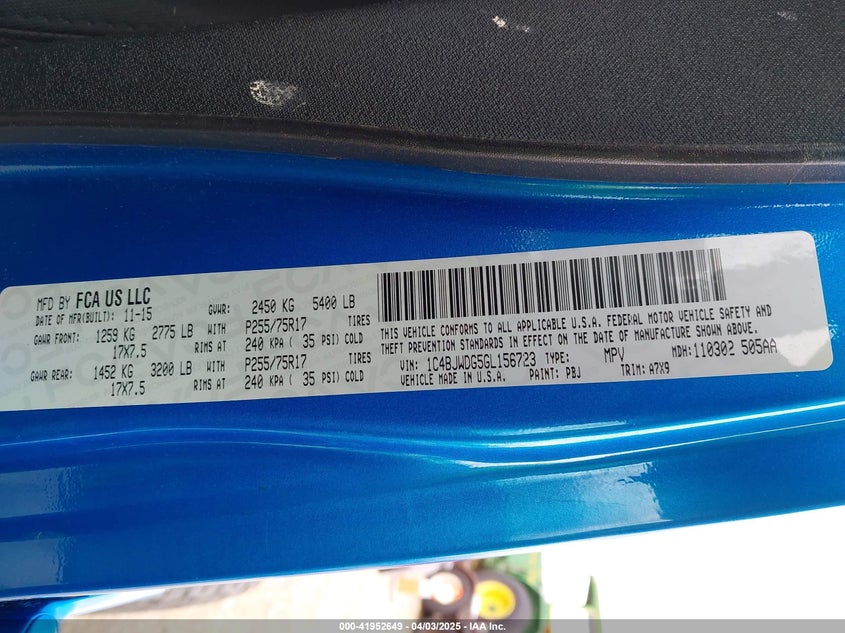 MFD BY FCA US LLC
DATE OF MFR(BUILT): 11-15 GVWR: 2450 KG 5400 LB
GAWR FRONT: 1259 KG 2775 LB WITH P255/75R17 TIRES
17X7.5 RIMS AT 240 KPA ( 35 PSI) COLD
GAWR REAR: 1452 KG 3200 LB WITH P255/75R17 TIRES
17X7.5 RIMS AT 240 KPA ( 35 PSI) COLD
THIS VEHICLE CONFORMS TO ALL APPLICABLE U.S.A. FEDERAL MOTOR VEHICLE SAFETY AND
THEFT PREVENTION STANDARDS IN EFFECT ON THE DATE OF MANUFACTURE SHOWN ABOVE.
VIN: 1C4BJWDG5GL156723 TYPE: MPV MDH: 110302 505AA
VEHICLE MADE IN U.S.A. PAINT: PBJ TRIM: A7X9
000-41952649 - 04/03/2025 - IAA Inc.